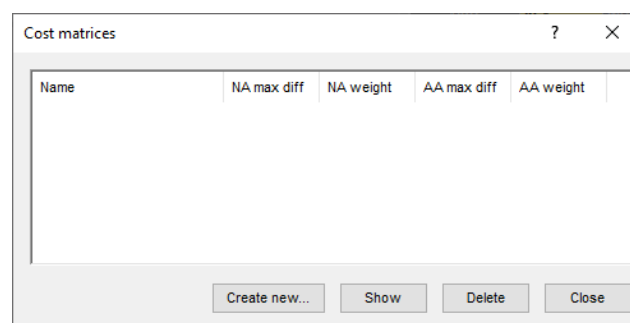 Cost matrices ?
Name NA max diff NA weight AA max diff AA weight
Create new... Show Delete Close